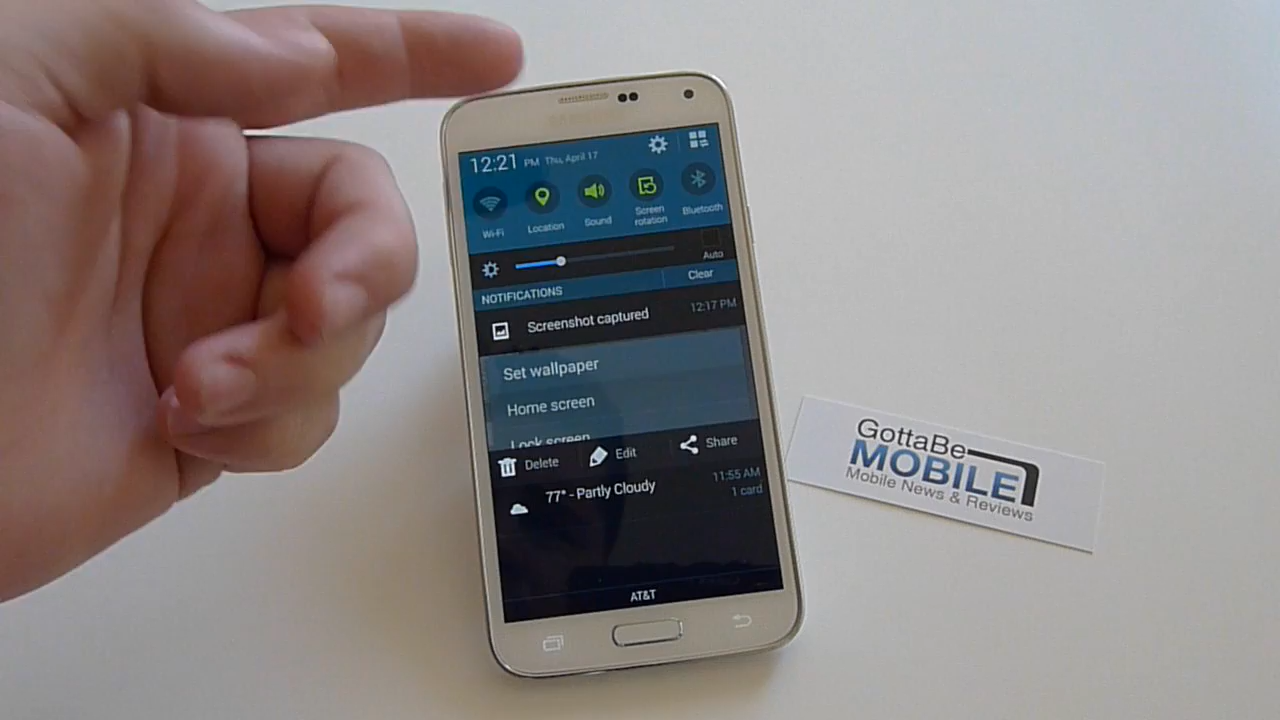 12:21 PM Thu, April 17
Wi-Fi
Location
Sound
Screen
rotation
Bluetooth
Auto
NOTIFICATIONS
Clear
Screenshot captured
12:17 PM
Set wallpaper
Home screen
Lock screen
Delete
Edit
Share
77° - Partly Cloudy
11:55 AM
1 card
AT&T
GottaBe
MOBILE
Mobile News & Reviews